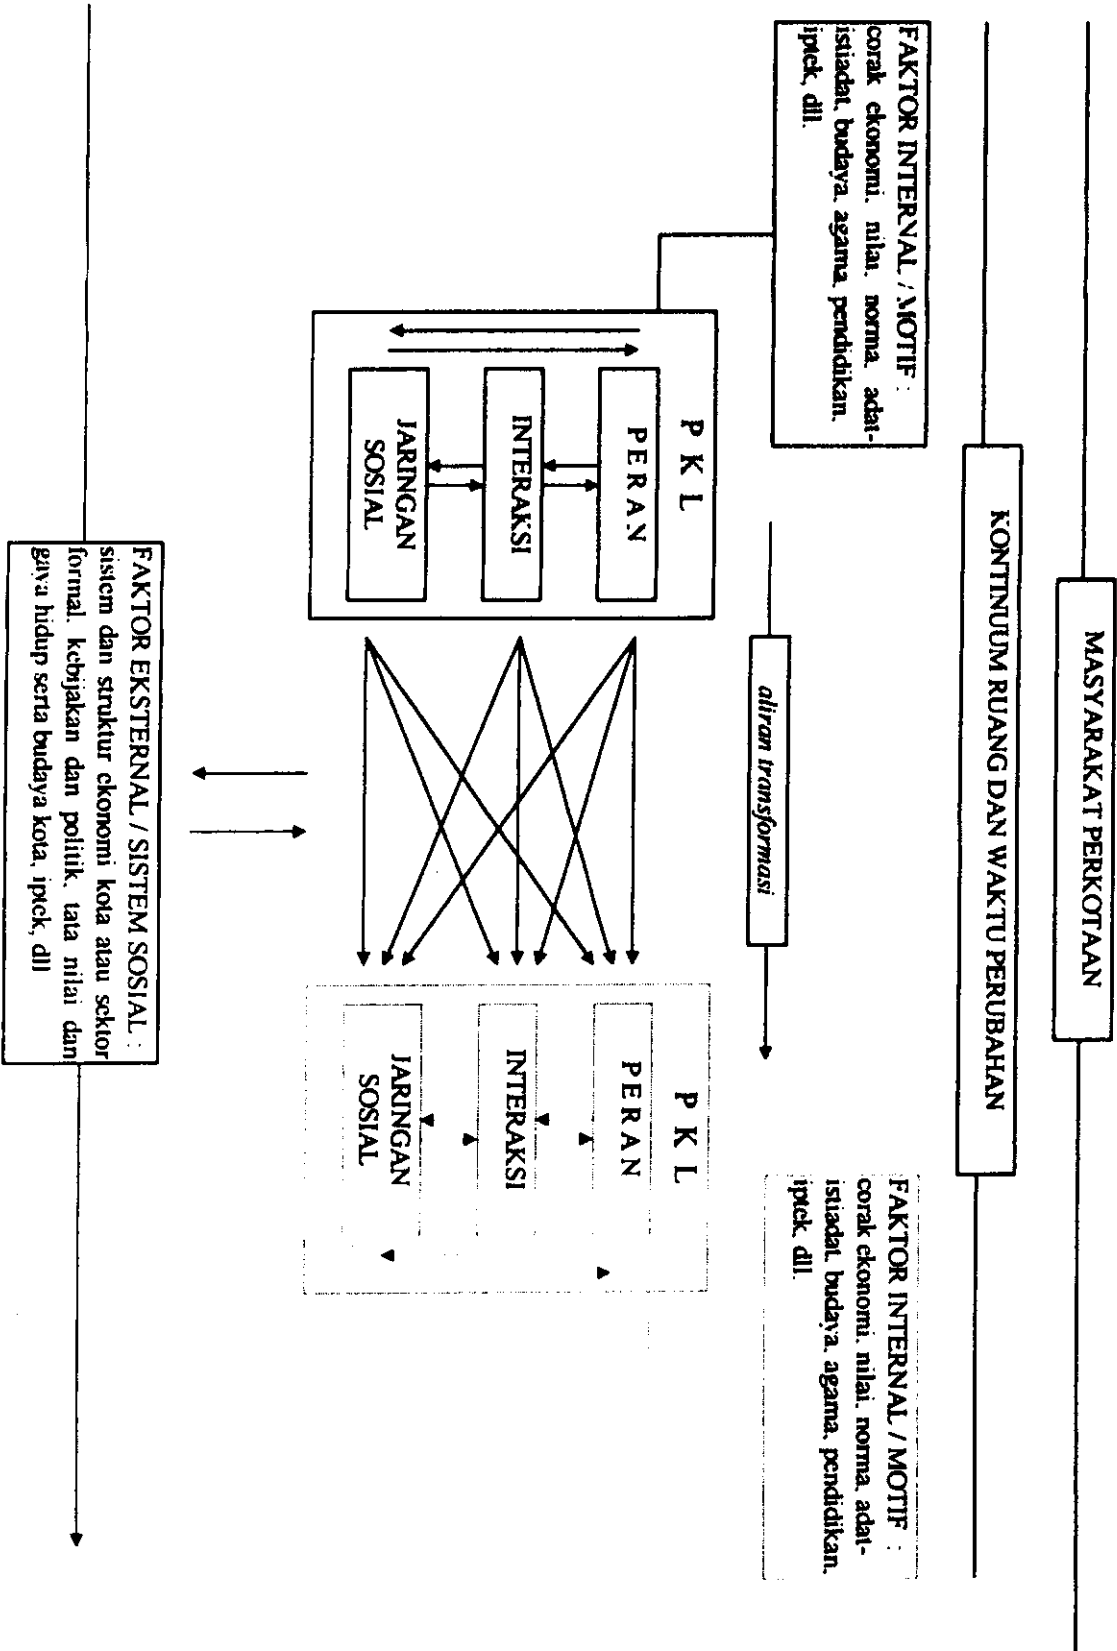 MASYARAKAT PERKOTAAN
KONTINUUM RUANG DAN WAKTU PERUBAHAN
FAKTOR INTERNAL / MOTIF :
corak ekonomi, nilai, norma, adat-
istiadat, budaya, agama, pendidikan,
iptek, dll.
aliran transformasi
FAKTOR INTERNAL / MOTIF :
corak ekonomi, nilai, norma, adat-
istiadat, budaya, agama, pendidikan,
iptek, dll.
P K L
P E R A N
INTERAKSI
JARINGAN
SOSIAL
P K L
P E R A N
INTERAKSI
JARINGAN
SOSIAL
FAKTOR EKSTERNAL / SISTEM SOSIAL :
sistem dan struktur ekonomi kota atau sektor
formal, kebijakan dan politik, tata nilai dan
gaya hidup serta budaya kota, iptek, dll